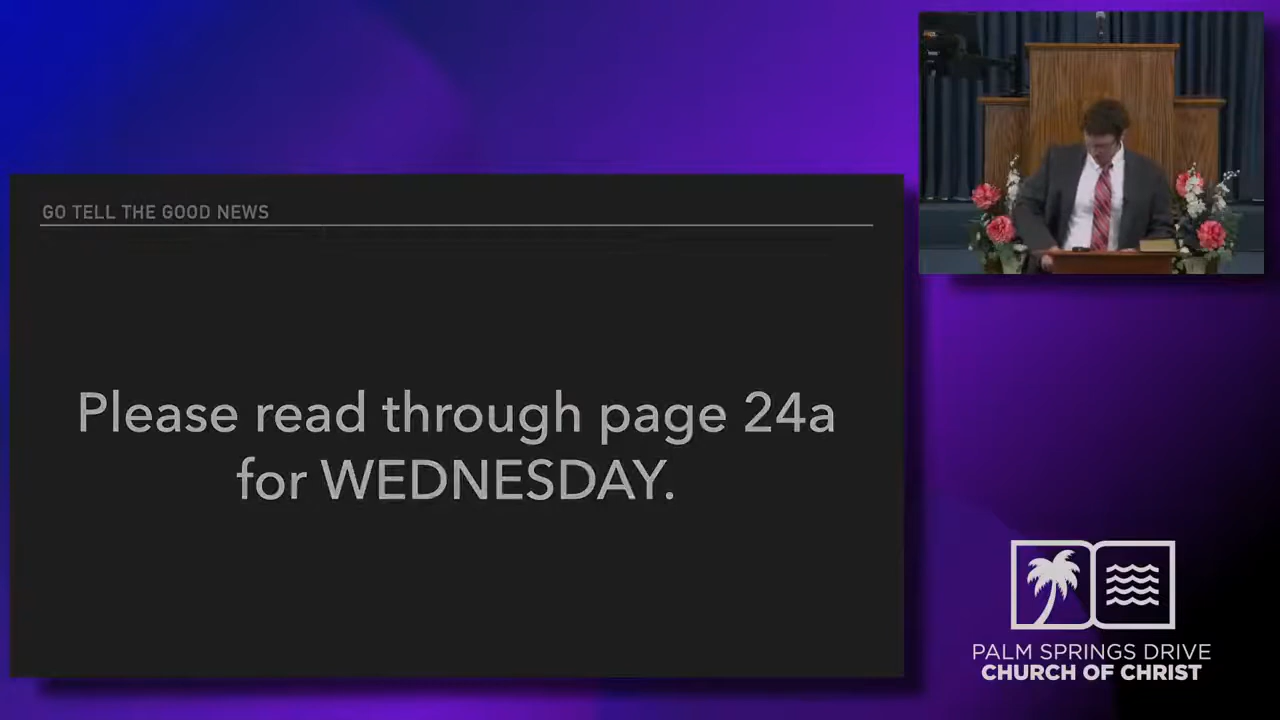 GO TELL THE GOOD NEWS
Please read through page 24a
for WEDNESDAY.
PALM SPRINGS DRIVE
CHURCH OF CHRIST